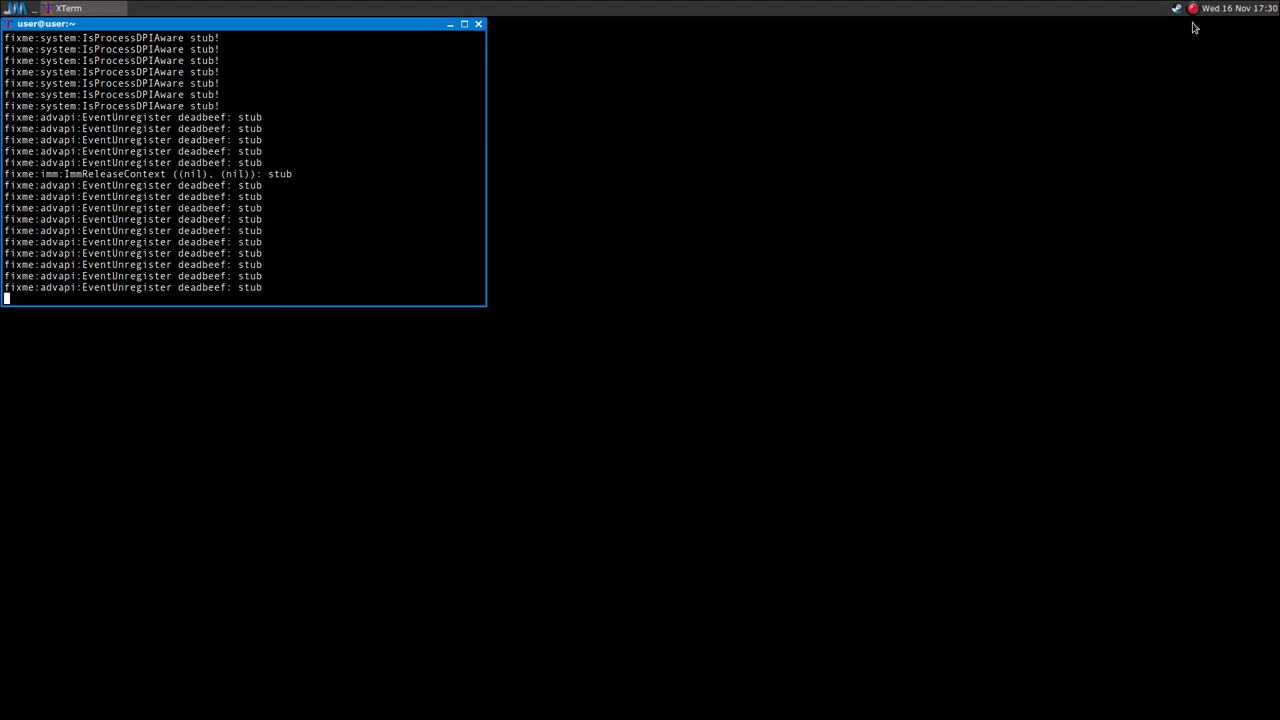 XTerm
Wed 16 Nov 17:30
user@user:~
fixme:system:IsProcessDPIAware stub!
fixme:system:IsProcessDPIAware stub!
fixme:system:IsProcessDPIAware stub!
fixme:system:IsProcessDPIAware stub!
fixme:system:IsProcessDPIAware stub!
fixme:system:IsProcessDPIAware stub!
fixme:system:IsProcessDPIAware stub!
fixme:advapi:EventUnregister deadbeef: stub
fixme:advapi:EventUnregister deadbeef: stub
fixme:advapi:EventUnregister deadbeef: stub
fixme:advapi:EventUnregister deadbeef: stub
fixme:advapi:EventUnregister deadbeef: stub
fixme:imm:ImmReleaseContext ((nil), (nil)): stub
fixme:advapi:EventUnregister deadbeef: stub
fixme:advapi:EventUnregister deadbeef: stub
fixme:advapi:EventUnregister deadbeef: stub
fixme:advapi:EventUnregister deadbeef: stub
fixme:advapi:EventUnregister deadbeef: stub
fixme:advapi:EventUnregister deadbeef: stub
fixme:advapi:EventUnregister deadbeef: stub
fixme:advapi:EventUnregister deadbeef: stub
fixme:advapi:EventUnregister deadbeef: stub
fixme:advapi:EventUnregister deadbeef: stub